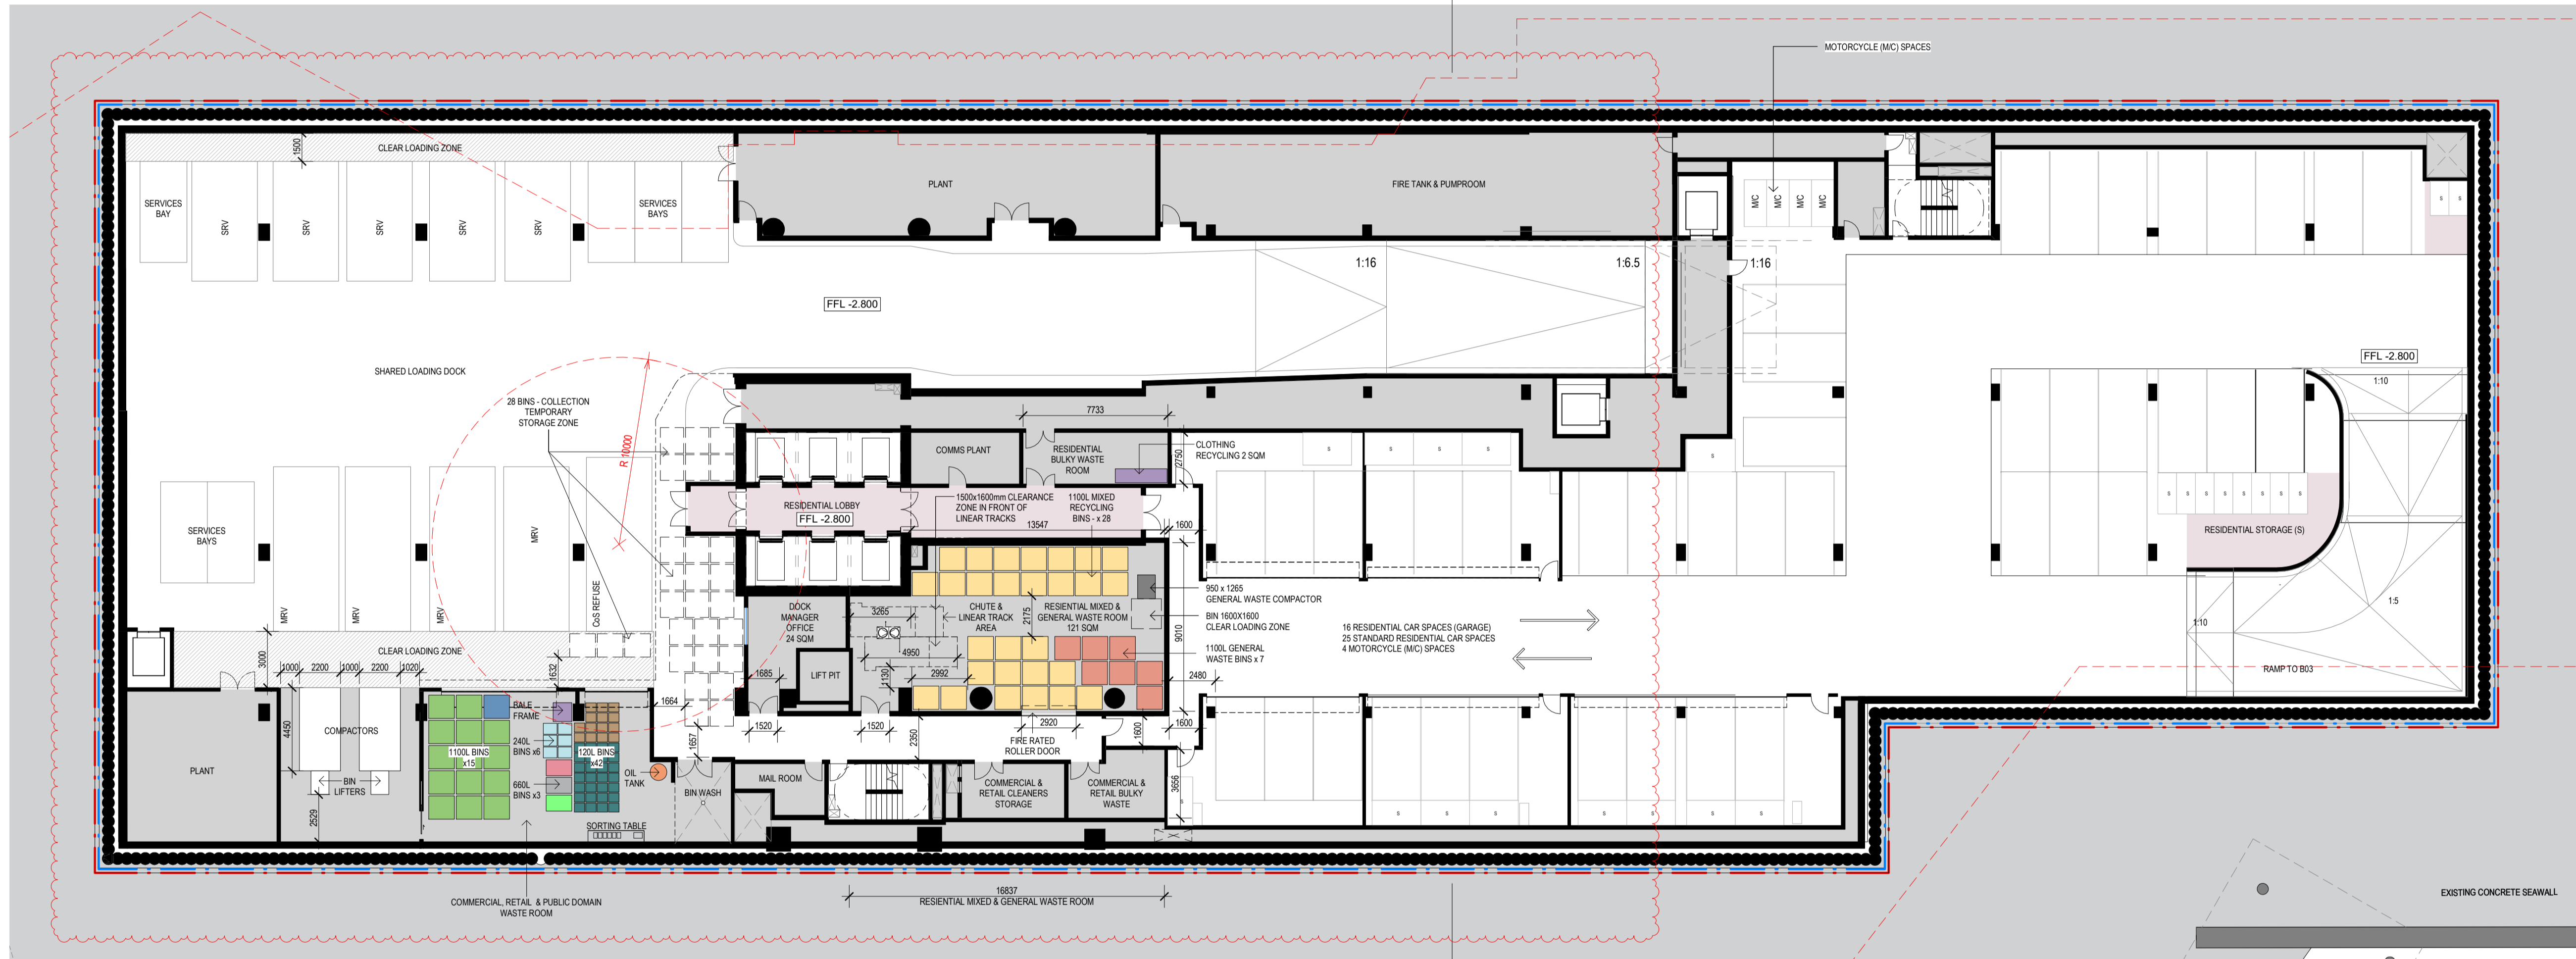 MOTORCYCLE (M/C) SPACES
1500
CLEAR LOADING ZONE
SERVICES
BAY
SRV
SRV
SRV
SRV
SRV
SERVICES
BAYS
PLANT
FIRE TANK & PUMPROOM
M/C
M/C
M/C
M/C
S
S
1:16
1:6.5
1:16
FFL -2.800
FFL -2.800
SHARED LOADING DOCK
28 BINS - COLLECTION
TEMPORARY
STORAGE ZONE
R 10000
7733
1:10
COMMS PLANT
RESIDENTIAL
BULKY WASTE
ROOM
2750
CLOTHING
RECYCLING 2 SQM
S
S
S
S
S
S
S
S
S
S
S
S
S
RESIDENTIAL LOBBY
FFL -2.800
1500x1600mm CLEARANCE
ZONE IN FRONT OF
LINEAR TRACKS
1100L MIXED
RECYCLING
BINS - x 28
13547
1600
SERVICES
BAYS
MRV
MRV
MRV
MRV
CoS REFUSE
RESIDENTIAL STORAGE (S)
950 x 1265
GENERAL WASTE COMPACTOR
BIN 1600X1600
CLEAR LOADING ZONE
DOCK
MANAGER
OFFICE
24 SQM
3265
CHUTE &
LINEAR TRACK
AREA
2175
RESIENTIAL MIXED &
GENERAL WASTE ROOM
121 SQM
9010
16 RESIDENTIAL CAR SPACES (GARAGE)
25 STANDARD RESIDENTIAL CAR SPACES
4 MOTORCYCLE (M/C) SPACES
1:5
1:10
CLEAR LOADING ZONE
3000
1000
2200
1000
2200
1020
1632
4950
1100L GENERAL
WASTE BINS x 7
LIFT PIT
1685
1130
2992
2480
RAMP TO B03
1664
4450
COMPACTORS
BALE
FRAME
240L
BINS x6
1100L BINS
x15
120L BINS
x42
1520
1520
2920
1600
1657
2350
FIRE RATED
ROLLER DOOR
1600
PLANT
BIN
LIFTERS
660L
BINS x3
OIL
TANK
BIN WASH
MAIL ROOM
COMMERCIAL &
RETAIL CLEANERS
STORAGE
COMMERCIAL &
RETAIL BULKY
WASTE
3656
2529
SORTING TABLE
S
S
S
S
S
S
S
16837
RESIENTIAL MIXED & GENERAL WASTE ROOM
COMMERCIAL, RETAIL & PUBLIC DOMAIN
WASTE ROOM
EXISTING CONCRETE SEAWALL